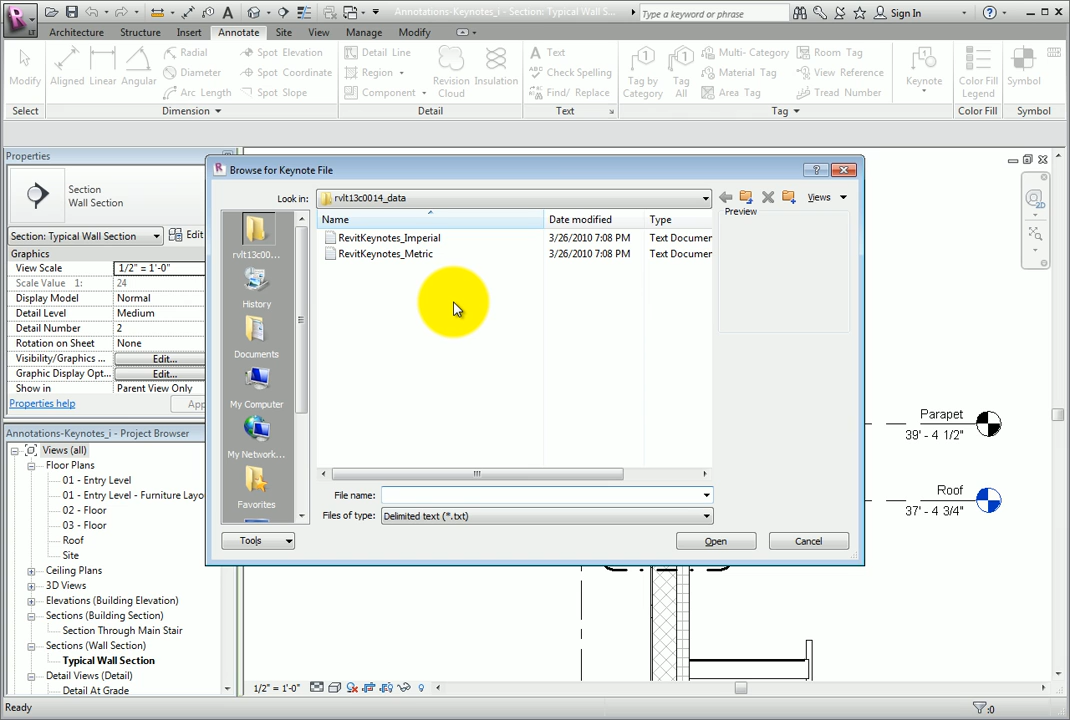 Annotations-Keynotes_i - Section: Typical Wall S...
Type a keyword or phrase
Sign In
LT
Architecture Structure Insert Annotate Site View Manage Modify
Modify
Aligned Linear Angular
Radial
Diameter
Arc Length
Spot Elevation
Spot Coordinate
Spot Slope
Detail Line
Region
Component
Revision Cloud
Insulation
Text
Check Spelling
Find/ Replace
Tag by Category
Tag All
Multi- Category
Material Tag
Area Tag
Room Tag
View Reference
Tread Number
Keynote
Color Fill Legend
Symbol
Select Dimension Detail Text Tag Color Fill Symbol
Properties
Section
Wall Section
Section: Typical Wall Section Edit
Graphics
View Scale 1/2" = 1'-0"
Scale Value 1: 24
Display Model Normal
Detail Level Medium
Detail Number 2
Rotation on Sheet None
Visibility/Graphics ... Edit...
Graphic Display Opt... Edit...
Show in Parent View Only
Properties help App
Annotations-Keynotes_i - Project Browser
Views (all)
Floor Plans
01 - Entry Level
01 - Entry Level - Furniture Layo
02 - Floor
03 - Floor
Roof
Site
Ceiling Plans
3D Views
Elevations (Building Elevation)
Sections (Building Section)
Section Through Main Stair
Sections (Wall Section)
Typical Wall Section
Detail Views (Detail)
Detail At Grade
Browse for Keynote File
Look in: rvlt13c0014_data
Views
Name Date modified Type
RevitKeynotes_Imperial 3/26/2010 7:08 PM Text Documer
RevitKeynotes_Metric 3/26/2010 7:08 PM Text Documer
Preview
rvlt13c00...
History
Documents
My Computer
My Network...
Favorites
File name:
Files of type: Delimited text (*.txt)
Tools Open Cancel
2D
Parapet
39' - 4 1/2"
Roof
37' - 4 3/4"
1/2" = 1'-0"
Ready
:0